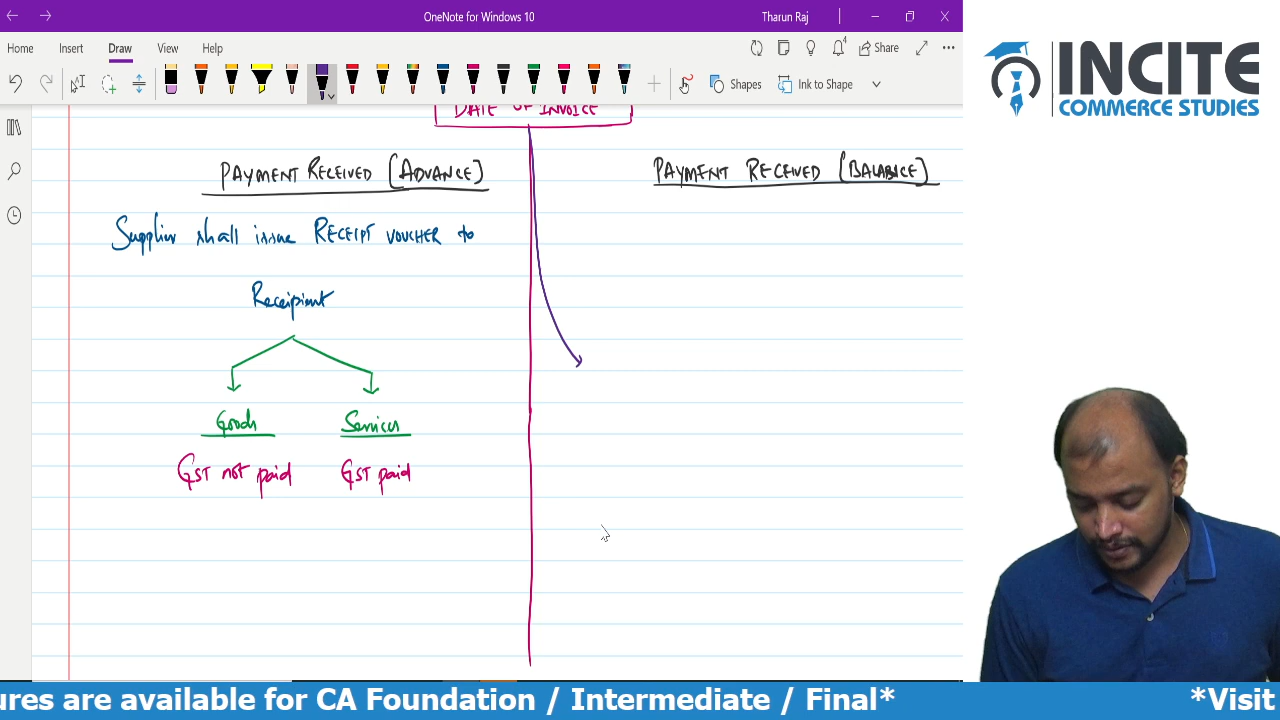 OneNote for Windows 10
Tharun Raj
Home Insert Draw View Help
4
Share
Shapes
Ink to Shape
INCITE
COMMERCE STUDIES
DATE OF INVOICE
PAYMENT RECEIVED (ADVANCE)
PAYMENT RECEIVED (BALANCE)
Supplier shall issue RECEIPT VOUCHER to
Receipient
Goods Services
GST not paid GST paid
ures are available for CA Foundation / Intermediate / Final* *Visit